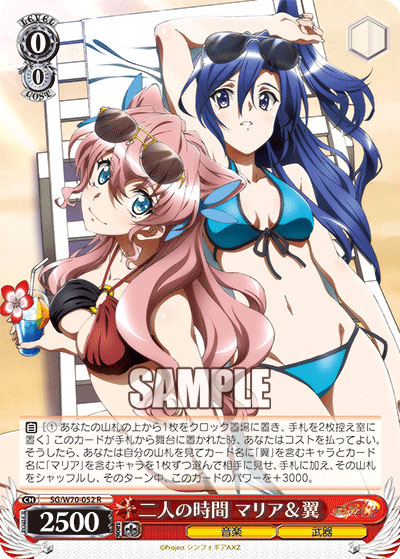 LEVEL
0
0
COST
SAMPLE
自【① あなたの山札の上から1枚をクロック置場に置き、手札を2枚控え室に
置く】 このカードが手札から舞台に置かれた時、あなたはコストを払ってよい。
そうしたら、あなたは自分の山札を見てカード名に「翼」を含むキャラとカード
名に「マリア」を含むキャラを1枚ずつ選んで相手に見せ、手札に加え、その山札
をシャッフルし、そのターン中、このカードのパワーを+3000。
CH
SG/W70-052 R
2500
二人の時間 マリア&翼
音楽
武器
©Project シンフォギアAXZ